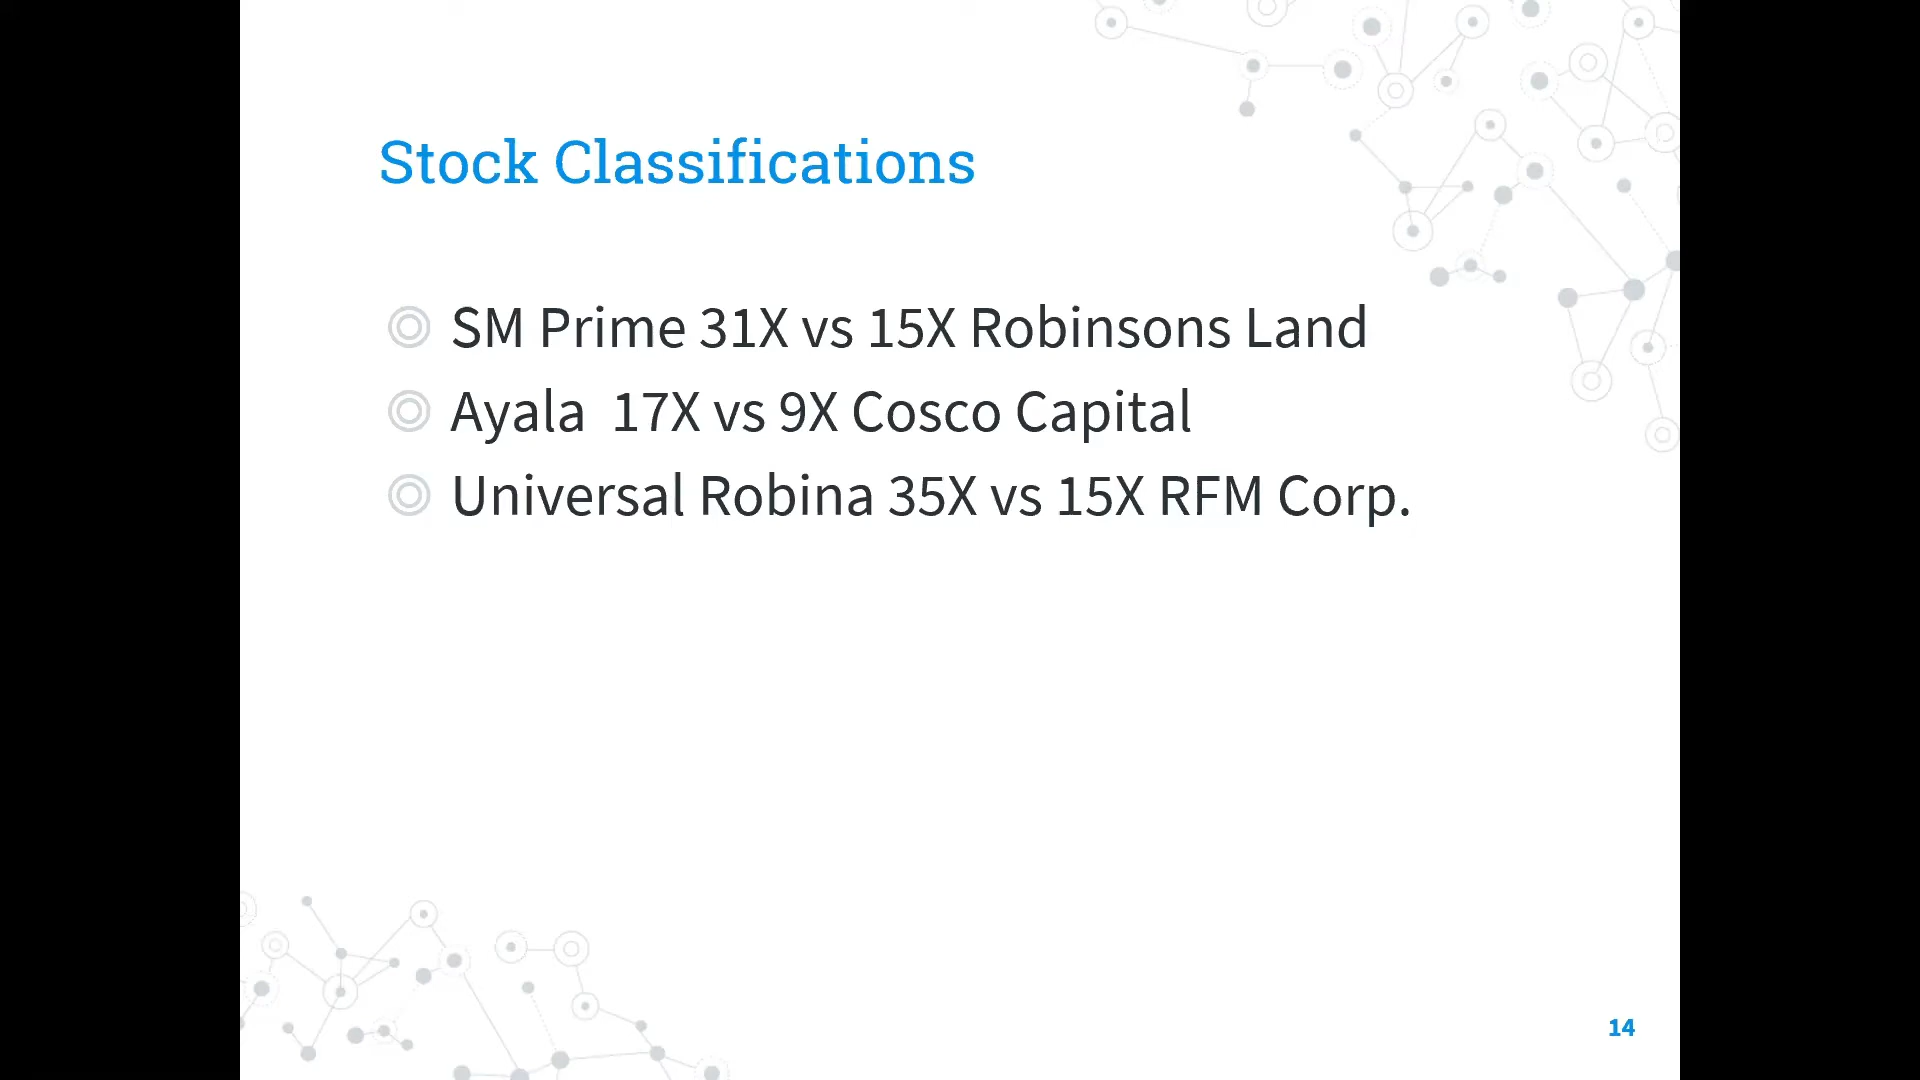 Stock Classifications
SM Prime 31X vs 15X Robinsons Land
Ayala  17X vs 9X Cosco Capital
Universal Robina 35X vs 15X RFM Corp.
14